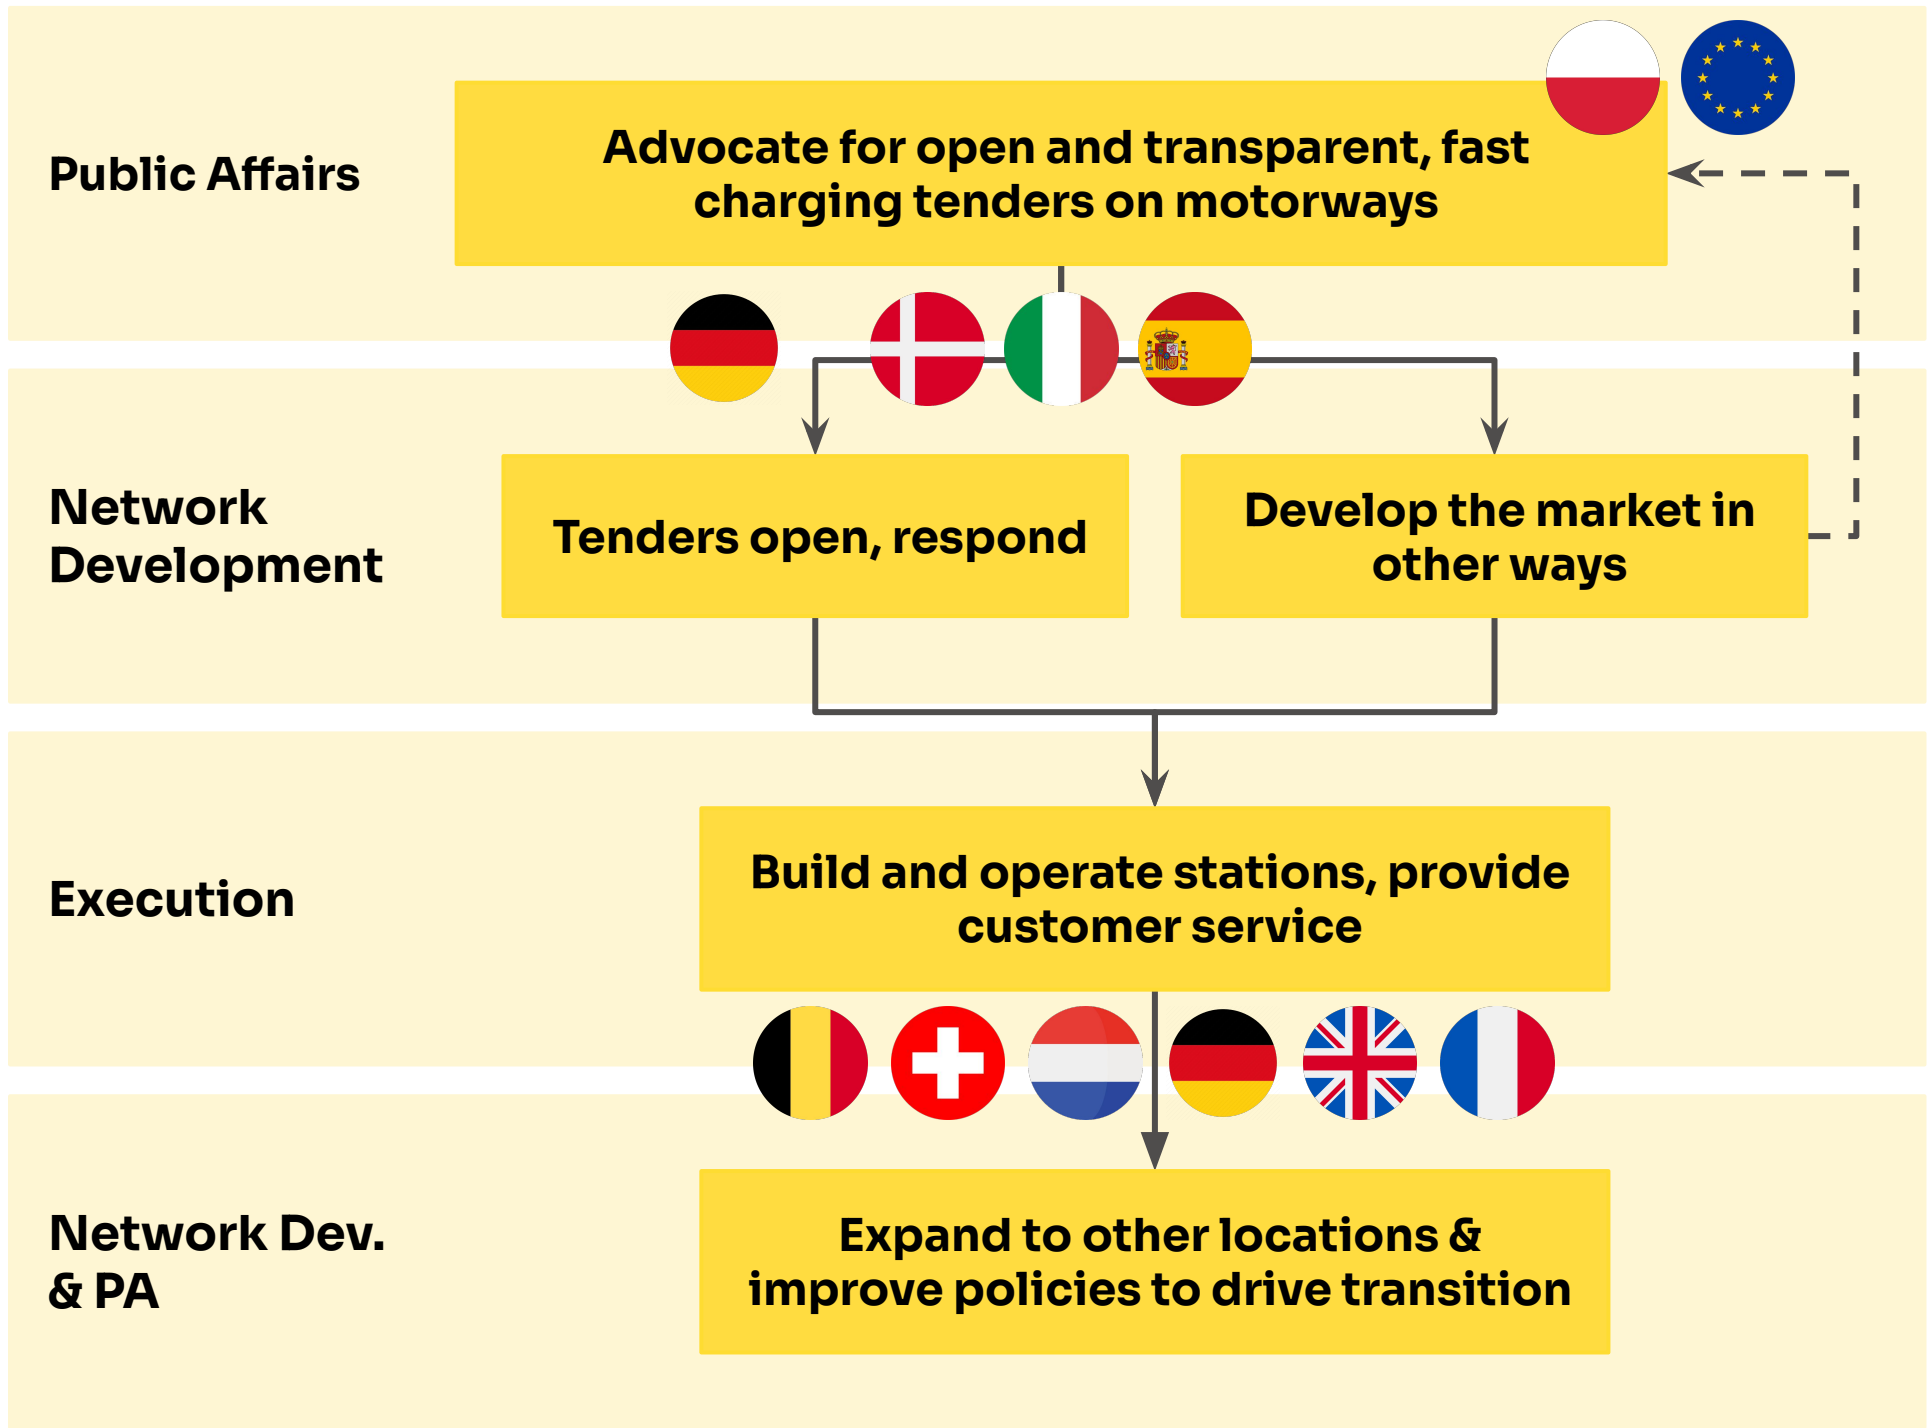 Public Affairs
Advocate for open and transparent, fast
charging tenders on motorways
Network
Development
Tenders open, respond
Develop the market in
other ways
Execution
Build and operate stations, provide
customer service
Network Dev.
& PA
Expand to other locations &
improve policies to drive transition